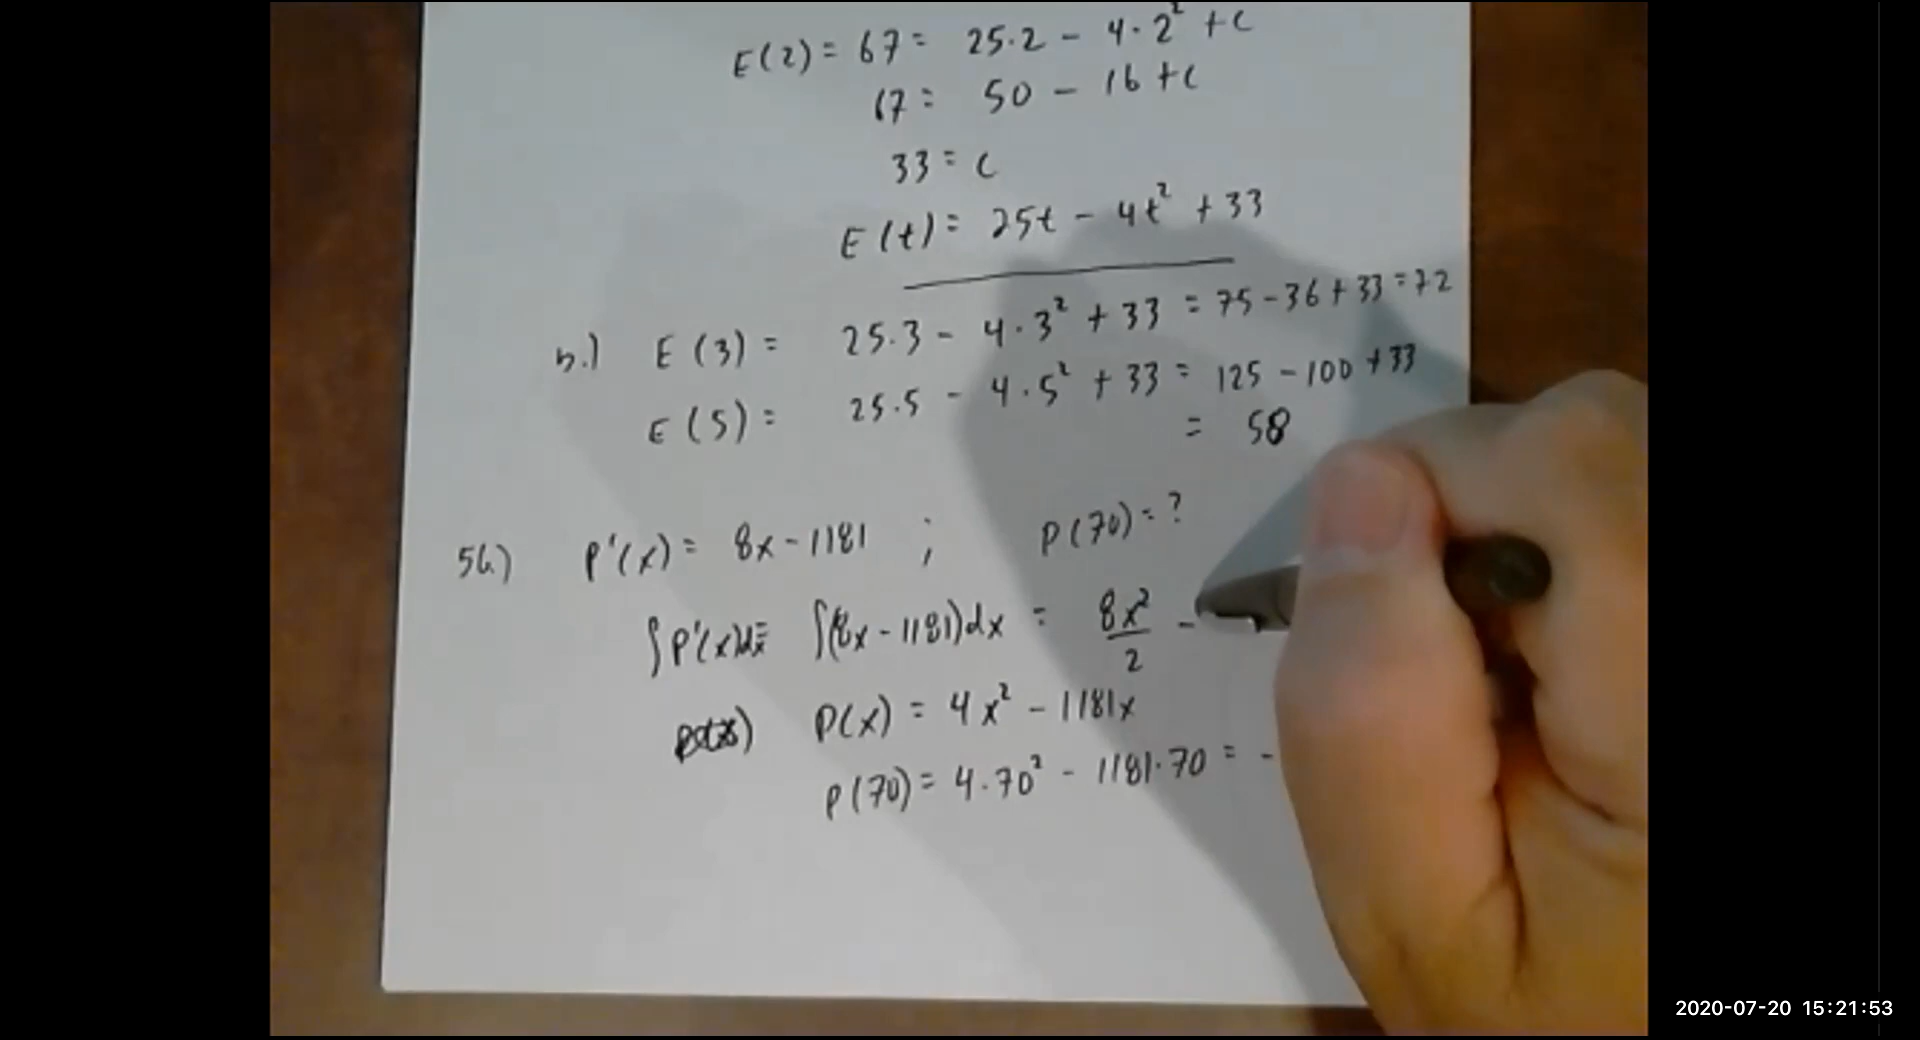 E(2) = 67 = 25.2 - 4·2² + C
67 = 50 - 16 + C
33 = C
E(t) = 25t - 4t² + 33
b.) E(3) = 25.3 - 4·3² + 33 = 75 - 36 + 33 = 72
E(5) = 25.5 - 4.5² + 33 = 125 - 100 + 33
= 58
56.) P'(x) = 8x - 1181 ; P(70) = ?
∫P'(x)dx = ∫(8x - 1181)dx = 8x²/2 -
P(x) = 4x² - 1181x
P(70) = 4.70² - 1181·70 = -
2020-07-20 15:21:53